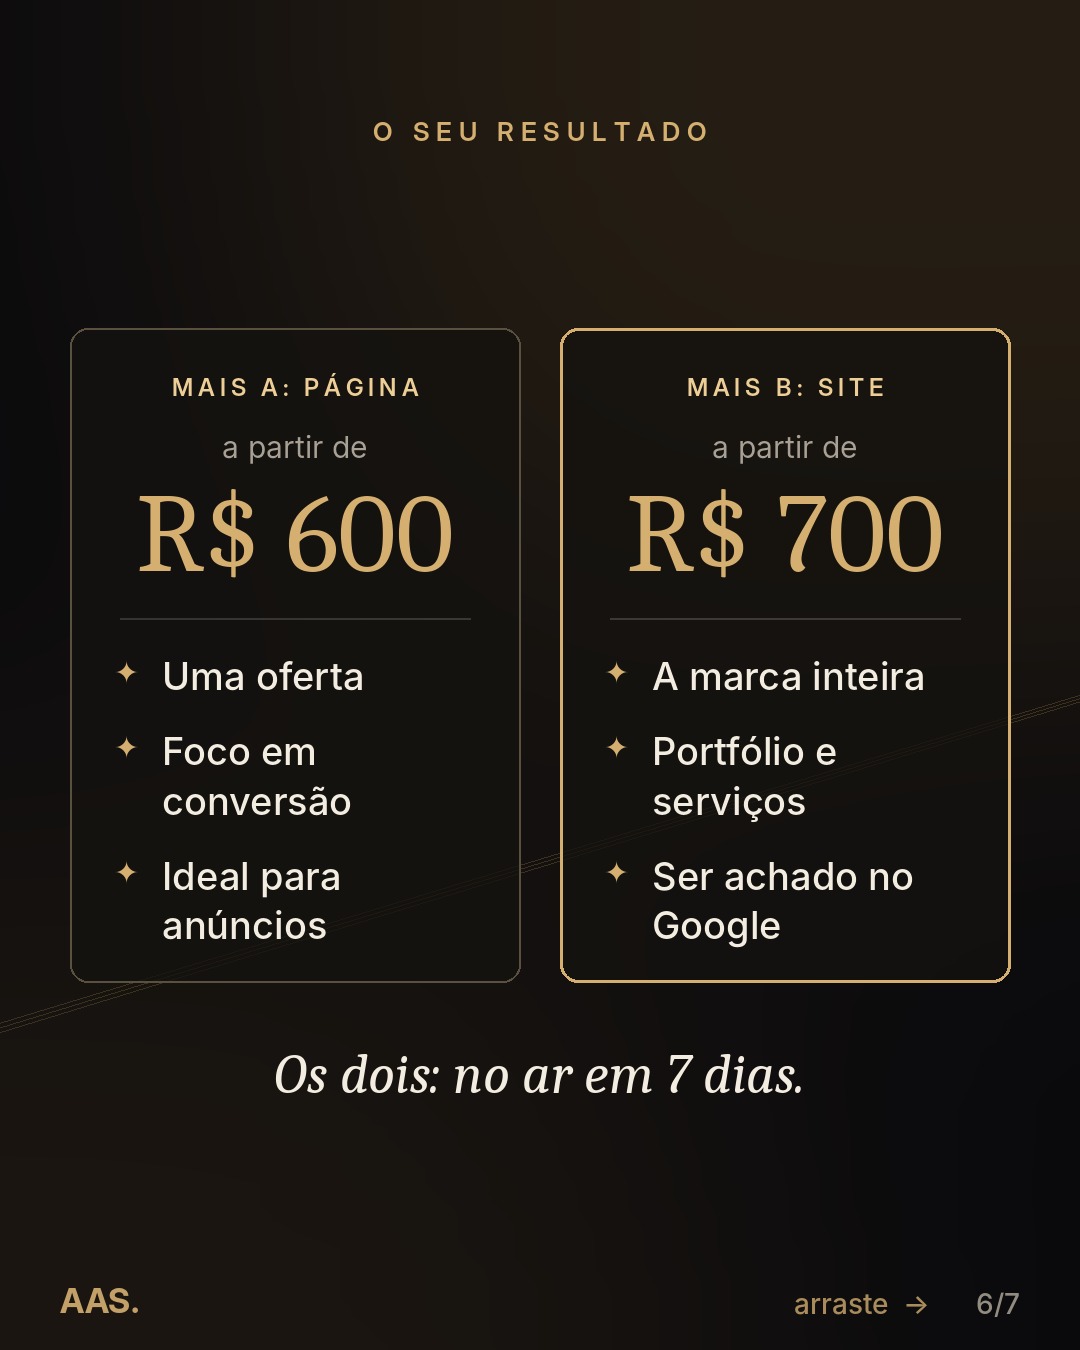 O SEU RESULTADO
MAIS A: PÁGINA
a partir de
R$ 600
✦ Uma oferta
✦ Foco em
conversão
✦ Ideal para
anúncios
MAIS B: SITE
a partir de
R$ 700
✦ A marca inteira
✦ Portfólio e
serviços
✦ Ser achado no
Google
Os dois: no ar em 7 dias.
AAS.
arraste → 6/7